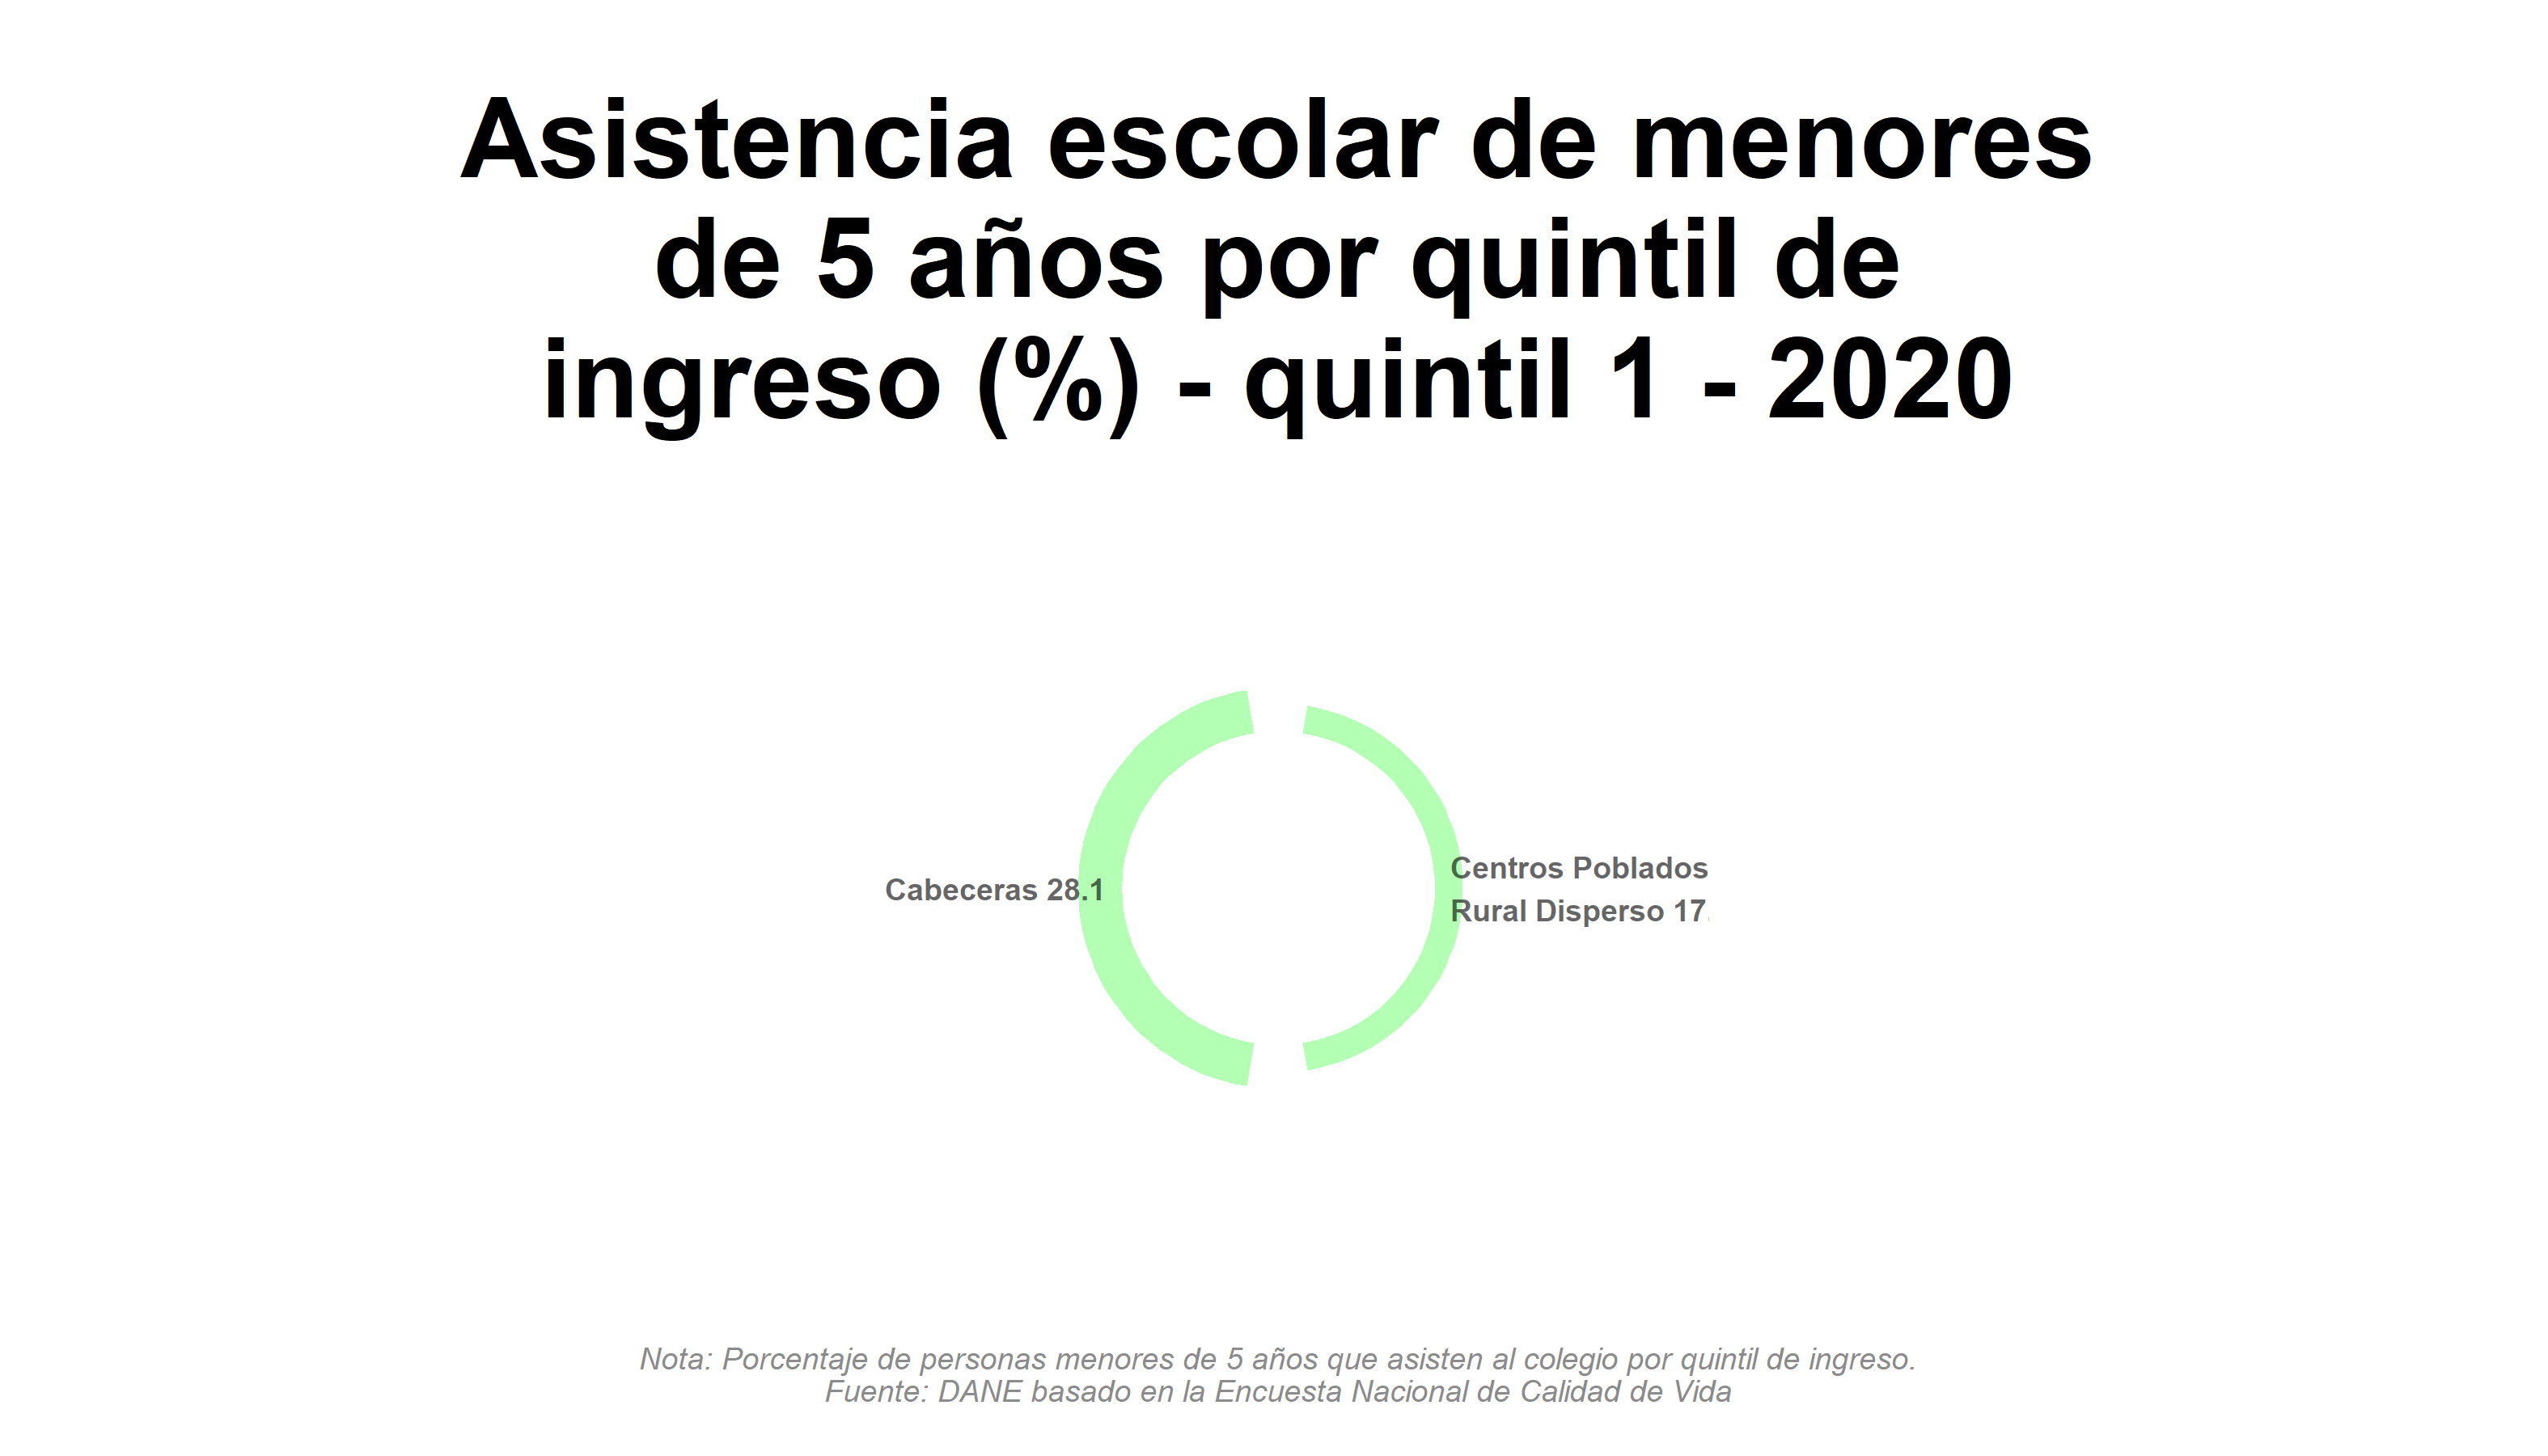 Asistencia escolar de menores
de 5 años por quintil de
ingreso (%) - quintil 1 - 2020
Cabeceras 28.1
Centros Poblados
Rural Disperso 17.
Nota: Porcentaje de personas menores de 5 años que asisten al colegio por quintil de ingreso.
Fuente: DANE basado en la Encuesta Nacional de Calidad de Vida